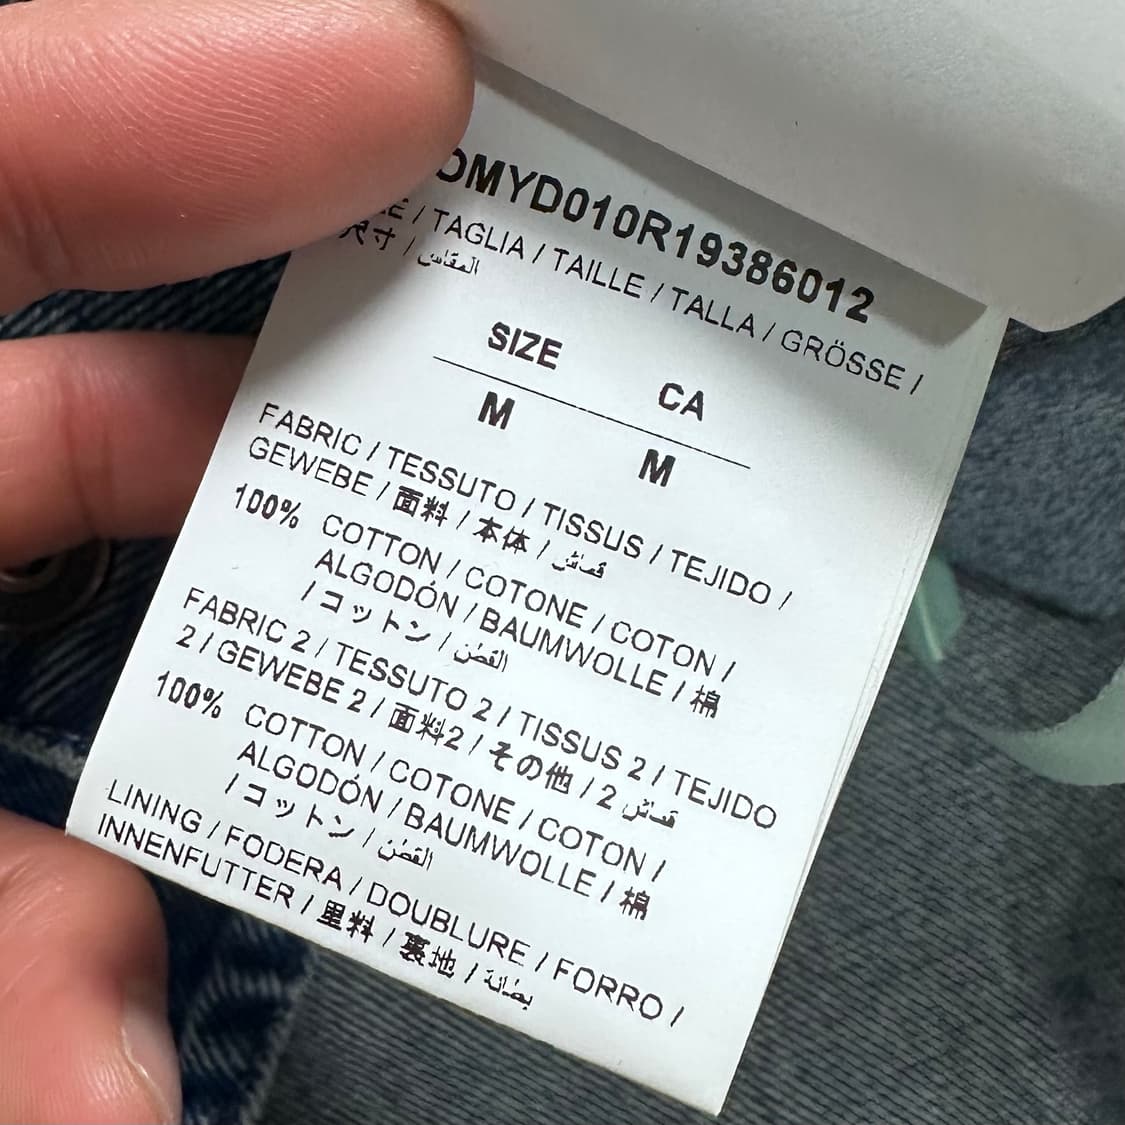 OMYD010R19386012
/ TAGLIA / TAILLE / TALLA / GRÖSSE /
尺寸 / المقاس
SIZE CA
M M
FABRIC / TESSUTO / TISSUS / TEJIDO /
GEWEBE / 面料 / 本体 / قماش
100% COTTON / COTONE / COTON /
ALGODÓN / BAUMWOLLE / 棉
/ コットン / القطن
FABRIC 2 / TESSUTO 2 / TISSUS 2 / TEJIDO
2 / GEWEBE 2 / 面料2 / その他 / 2 قماش
100% COTTON / COTONE / COTON /
ALGODÓN / BAUMWOLLE / 棉
/ コットン / القطن
LINING / FODERA / DOUBLURE / FORRO /
INNENFUTTER / 里料 / 裏地 / بطانة